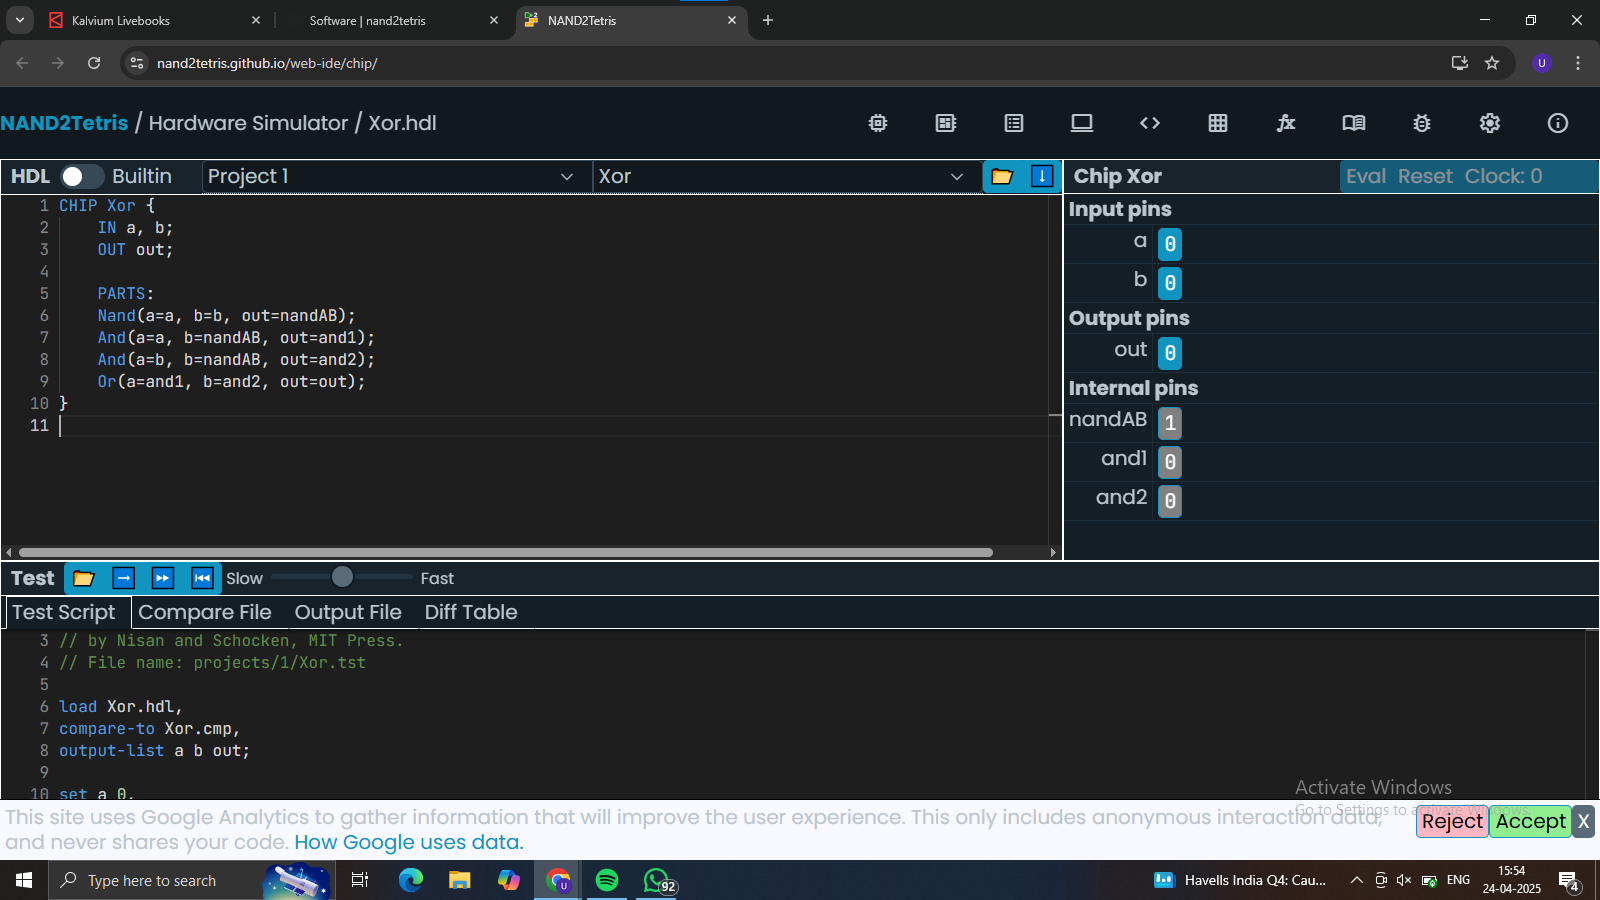 Kalvium Livebooks
Software | nand2tetris
NAND2Tetris
nand2tetris.github.io/web-ide/chip/
U
NAND2Tetris / Hardware Simulator / Xor.hdl
HDL Builtin Project 1 Xor
Chip Xor Eval Reset Clock: 0
1 CHIP Xor {
2 IN a, b;
3 OUT out;
4
5 PARTS:
6 Nand(a=a, b=b, out=nandAB);
7 And(a=a, b=nandAB, out=and1);
8 And(a=b, b=nandAB, out=and2);
9 Or(a=and1, b=and2, out=out);
10 }
11
Input pins
a 0
b 0
Output pins
out 0
Internal pins
nandAB 1
and1 0
and2 0
Test Slow Fast
Test Script Compare File Output File Diff Table
3 // by Nisan and Schocken, MIT Press.
4 // File name: projects/1/Xor.tst
5
6 load Xor.hdl,
7 compare-to Xor.cmp,
8 output-list a b out;
9
10 set a 0,
Activate Windows
Go to Settings to activate Windows.
This site uses Google Analytics to gather information that will improve the user experience. This only includes anonymous interaction data,
and never shares your code. How Google uses data.
Reject Accept X
Type here to search
U
92
Havells India Q4: Cau...
ENG
15:54
24-04-2025
4